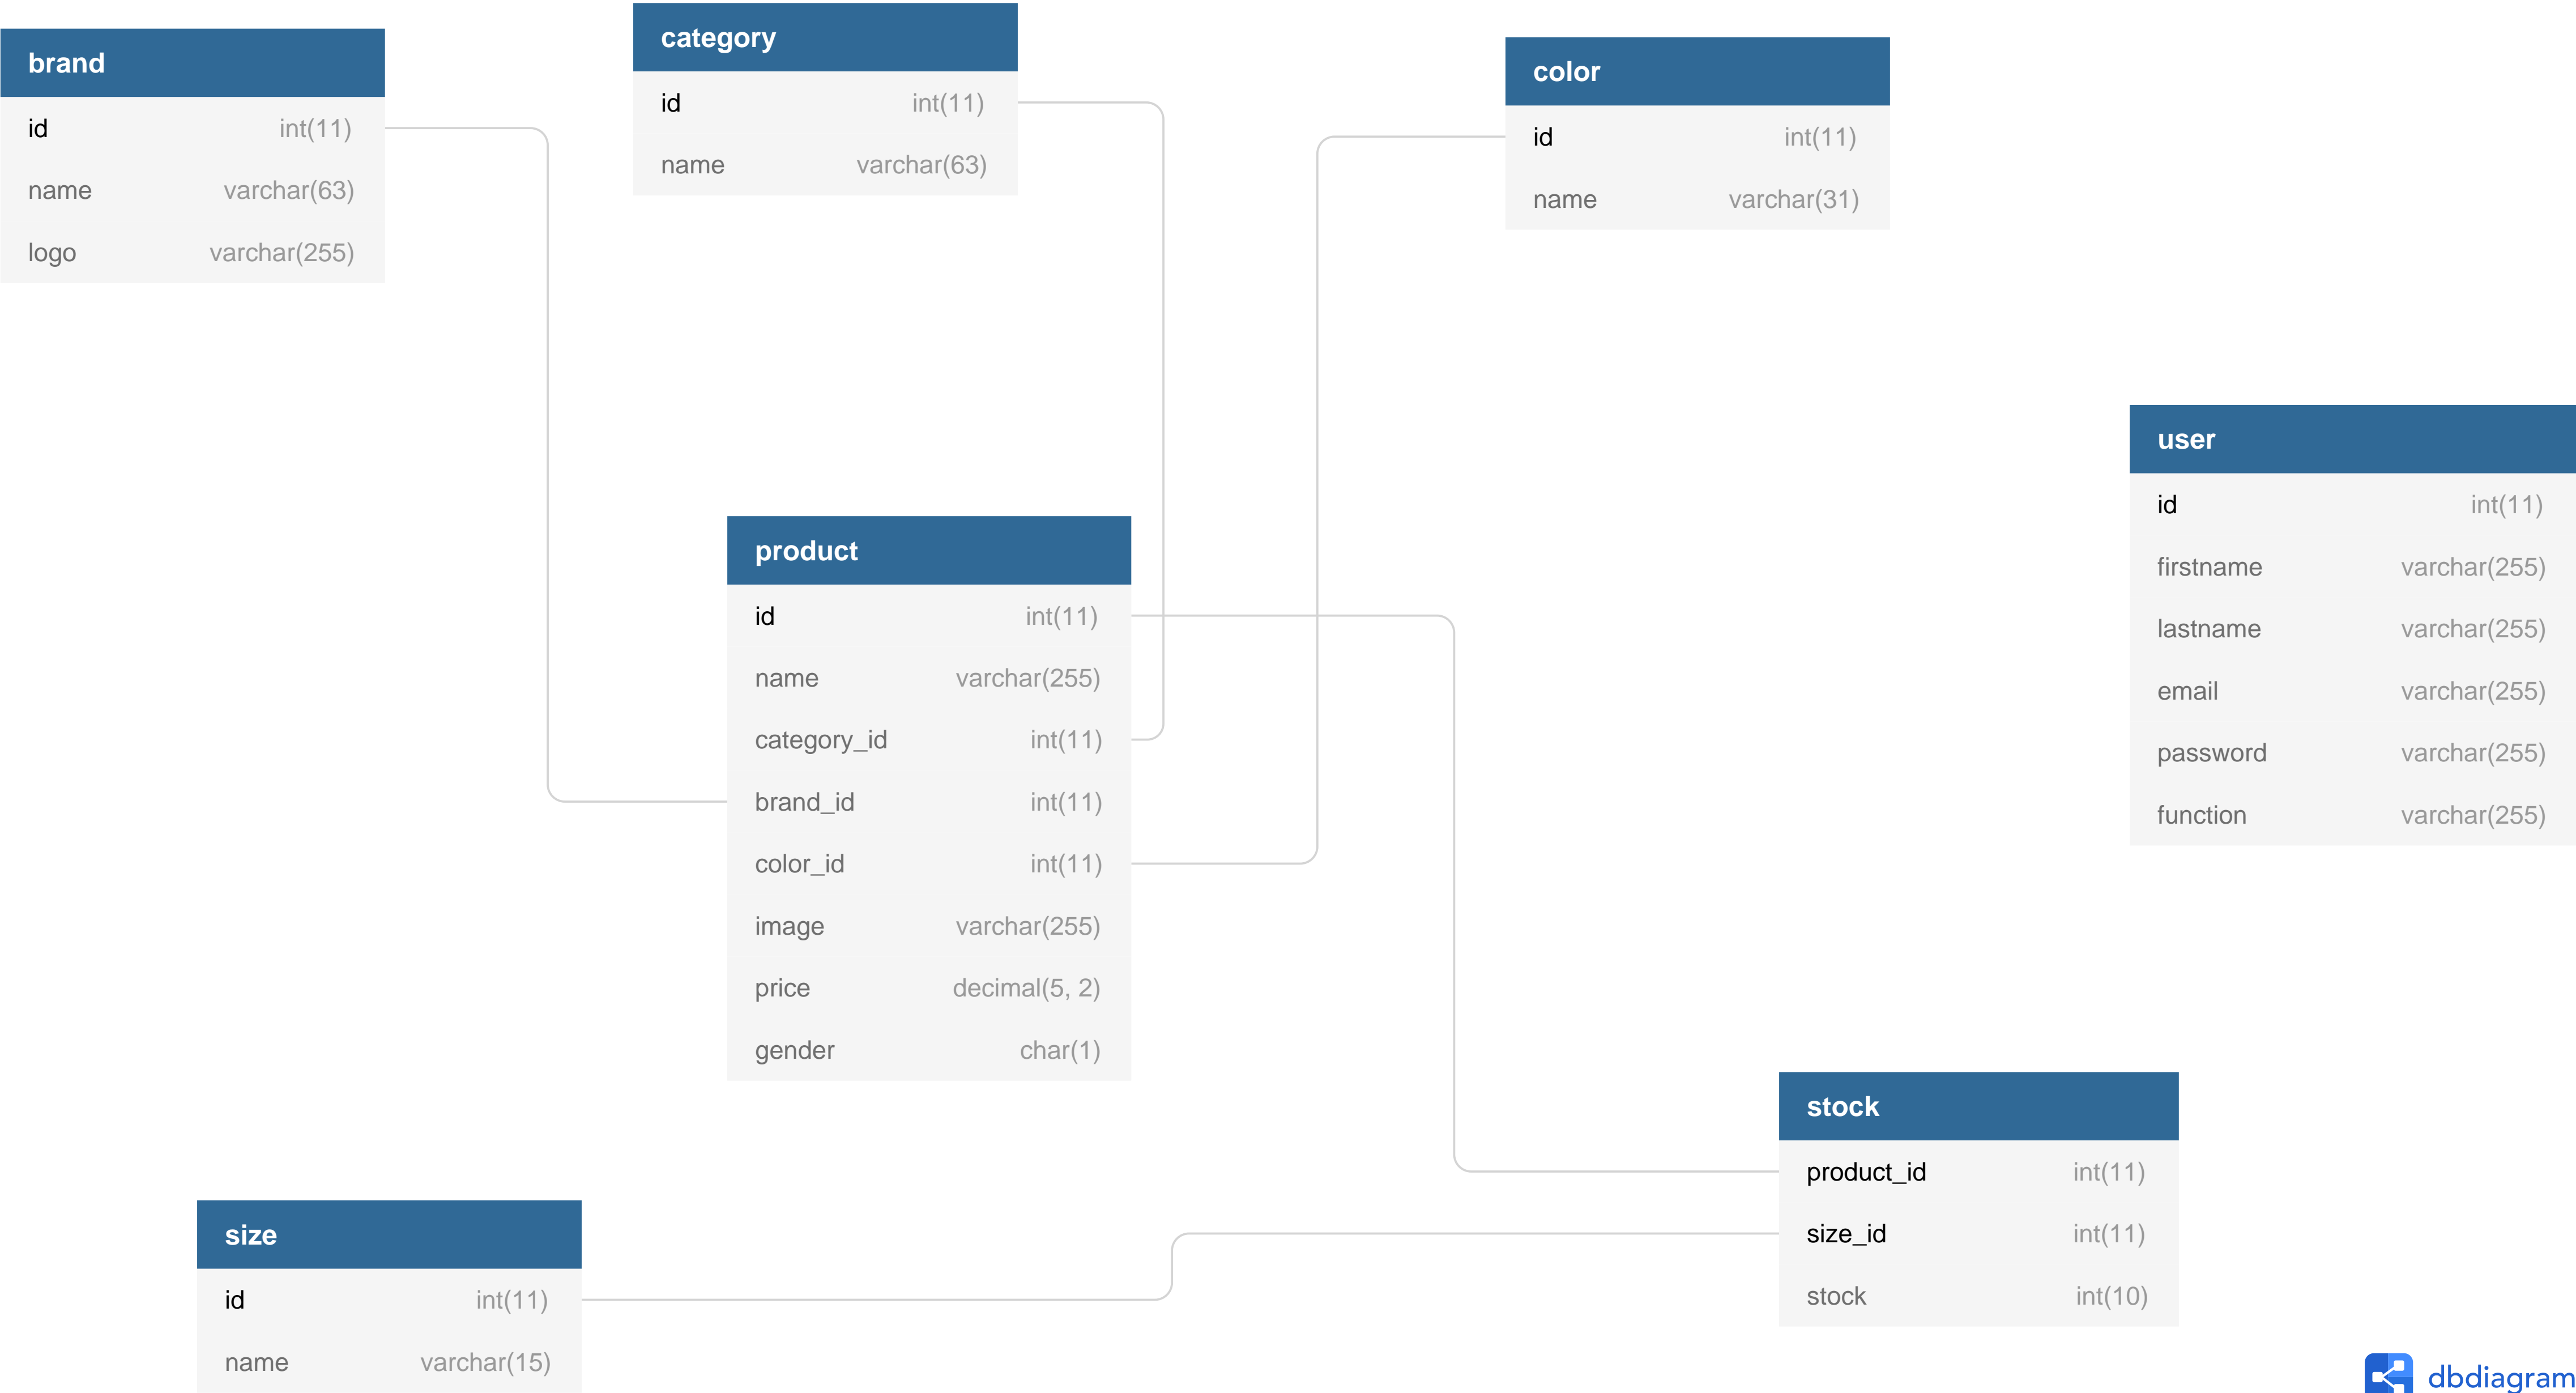 brand
id int(11)
name varchar(63)
logo varchar(255)
category
id int(11)
name varchar(63)
color
id int(11)
name varchar(31)
user
id int(11)
firstname varchar(255)
lastname varchar(255)
email varchar(255)
password varchar(255)
function varchar(255)
product
id int(11)
name varchar(255)
category_id int(11)
brand_id int(11)
color_id int(11)
image varchar(255)
price decimal(5, 2)
gender char(1)
stock
product_id int(11)
size_id int(11)
stock int(10)
size
id int(11)
name varchar(15)
dbdiagram